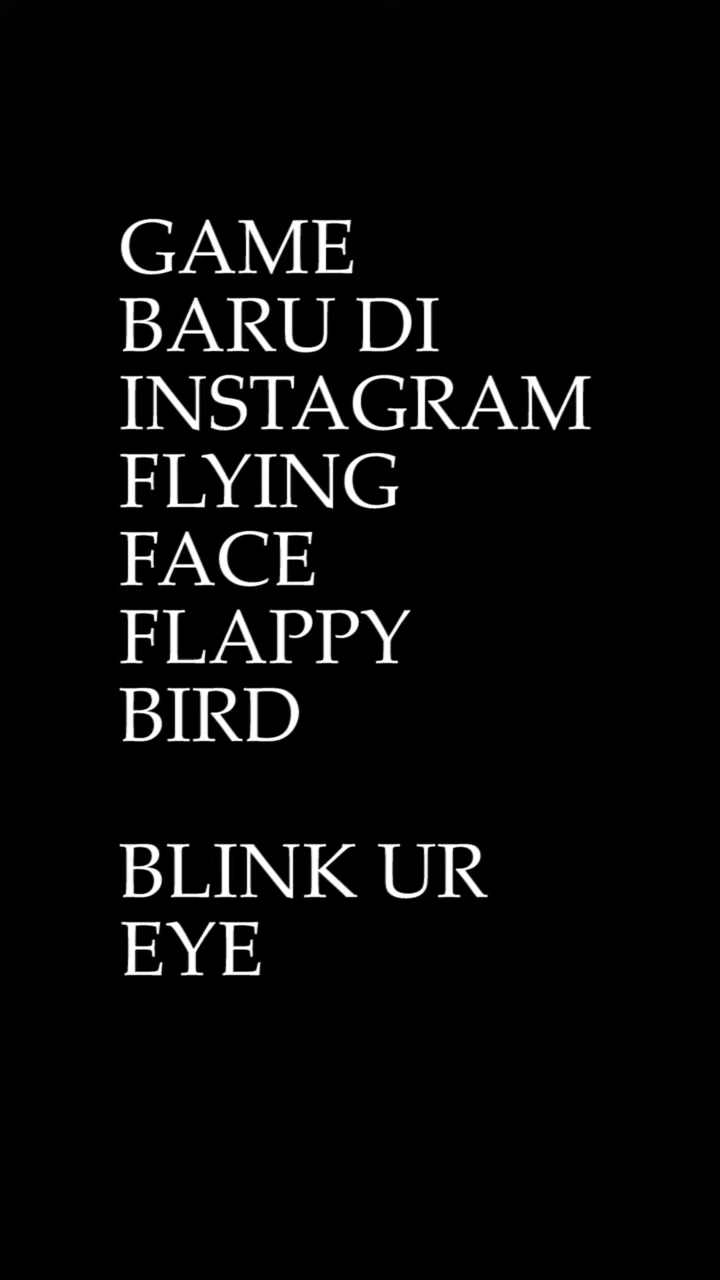 GAME
BARU DI
INSTAGRAM
FLYING
FACE
FLAPPY
BIRD
BLINK UR
EYE